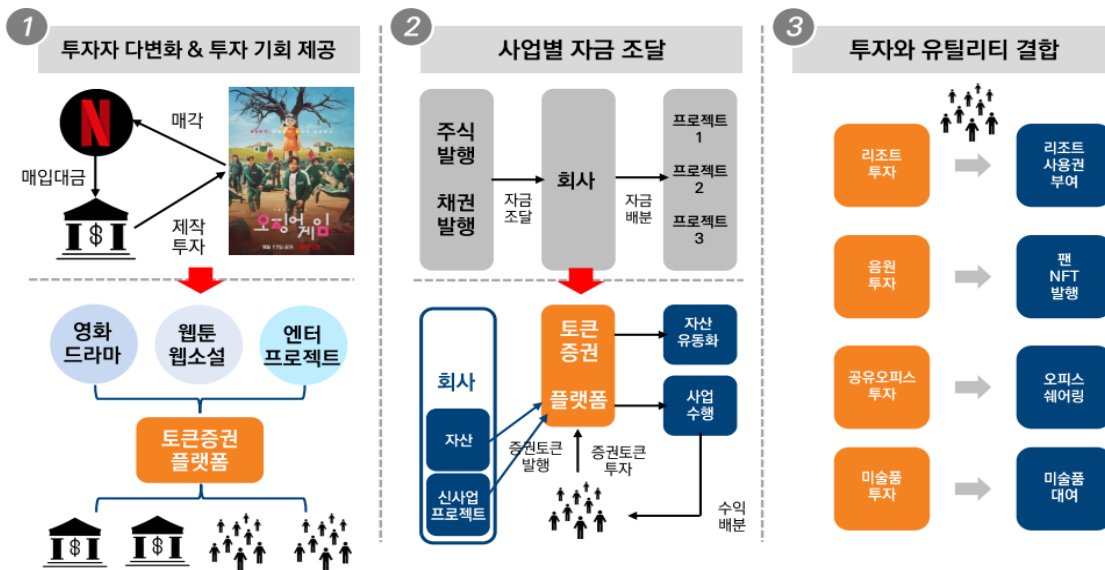 1
투자자 다변화 & 투자 기회 제공
N
매각
매입대금
$
제작
투자
오징어게임
영화
드라마
웹툰
웹소설
엔터
프로젝트
토큰증권
플랫폼
$
$
2
사업별 자금 조달
주식
발행
채권
발행
자금
조달
회사
자금
배분
프로젝트
1
프로젝트
2
프로젝트
3
회사
자산
신사업
프로젝트
토큰
증권
플랫폼
자산
유동화
사업
수행
증권토큰
발행
증권토큰
투자
수익
배분
3
투자와 유틸리티 결합
리조트
투자
리조트
사용권
부여
음원
투자
팬
NFT
발행
공유오피스
투자
오피스
쉐어링
미술품
투자
미술품
대여